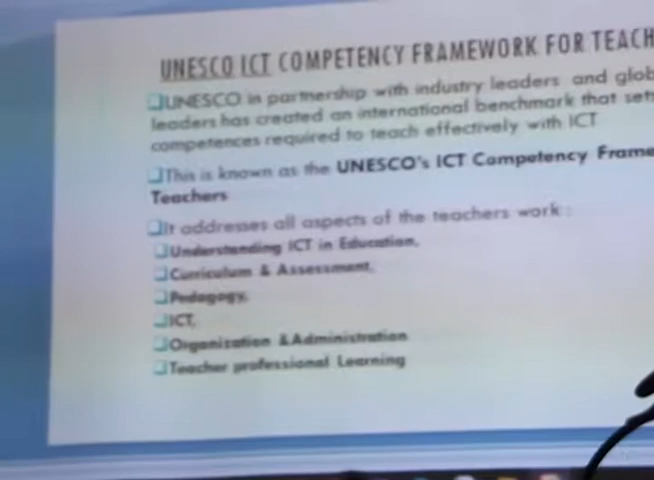 UNESCO ICT COMPETENCY FRAMEWORK FOR TEACH
UNESCO in partnership with industry leaders and glob
leaders has created an international benchmark that sets
competences required to teach effectively with ICT
This is known as the UNESCO's ICT Competency Frame
Teachers
It addresses all aspects of the teachers work :
Understanding ICT in Education,
Curriculum & Assessment,
Pedagogy,
ICT,
Organization &Administration
Teacher professional Learning